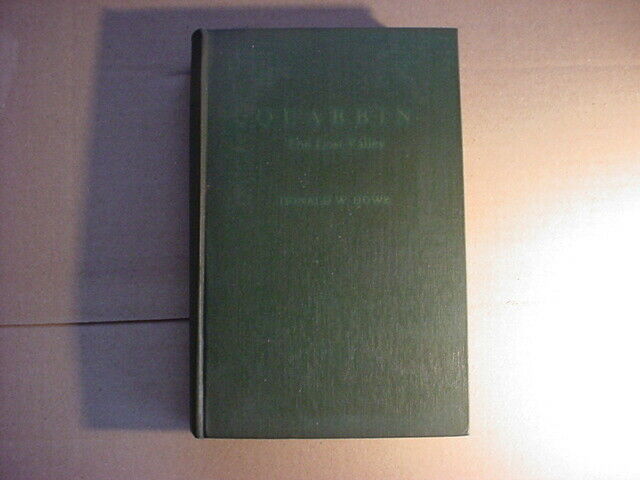 QUABBIN
The Lost Valley
DONALD W. HOWE